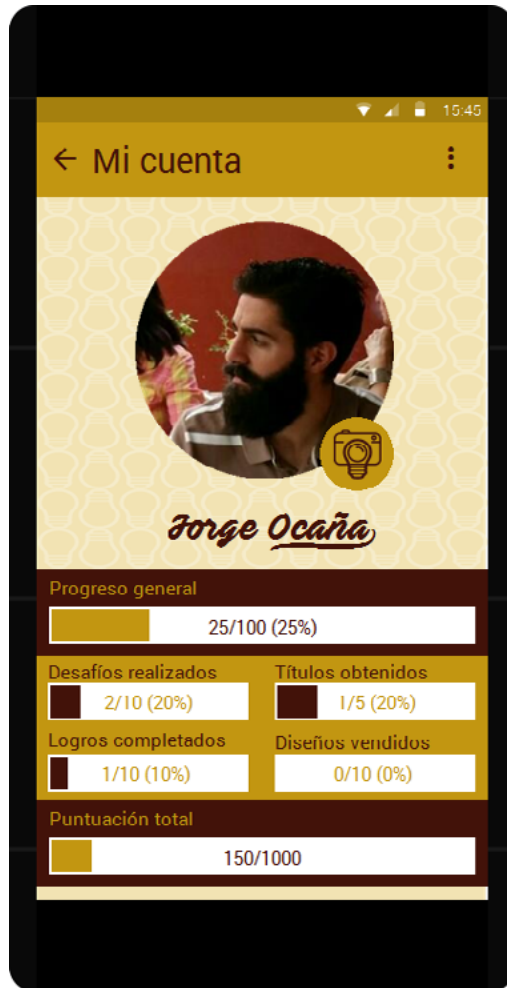 15:45
Mi cuenta
Jorge Ocaña
Progreso general
25/100 (25%)
Desafíos realizados
Títulos obtenidos
2/10 (20%)
1/5 (20%)
Logros completados
Diseños vendidos
1/10 (10%)
0/10 (0%)
Puntuación total
150/1000